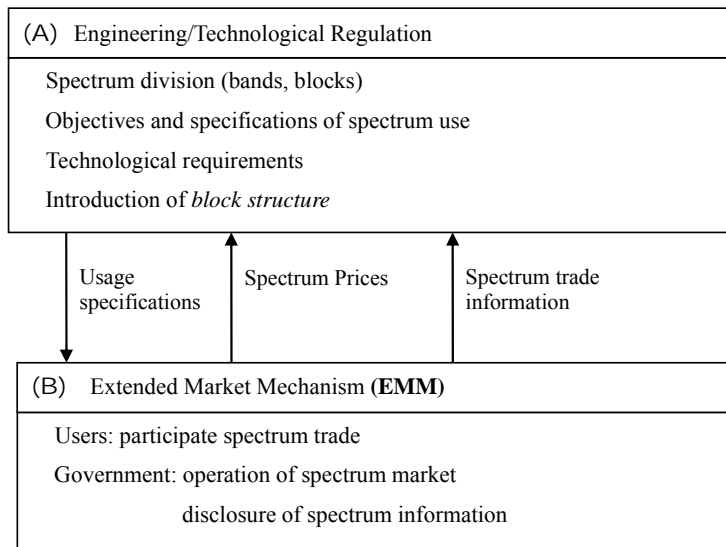 (A) Engineering/Technological Regulation
Spectrum division (bands, blocks)
Objectives and specifications of spectrum use
Technological requirements
Introduction of block structure
Usage
specifications
Spectrum Prices
Spectrum trade
information
(B) Extended Market Mechanism (EMM)
Users: participate spectrum trade
Government: operation of spectrum market
disclosure of spectrum information